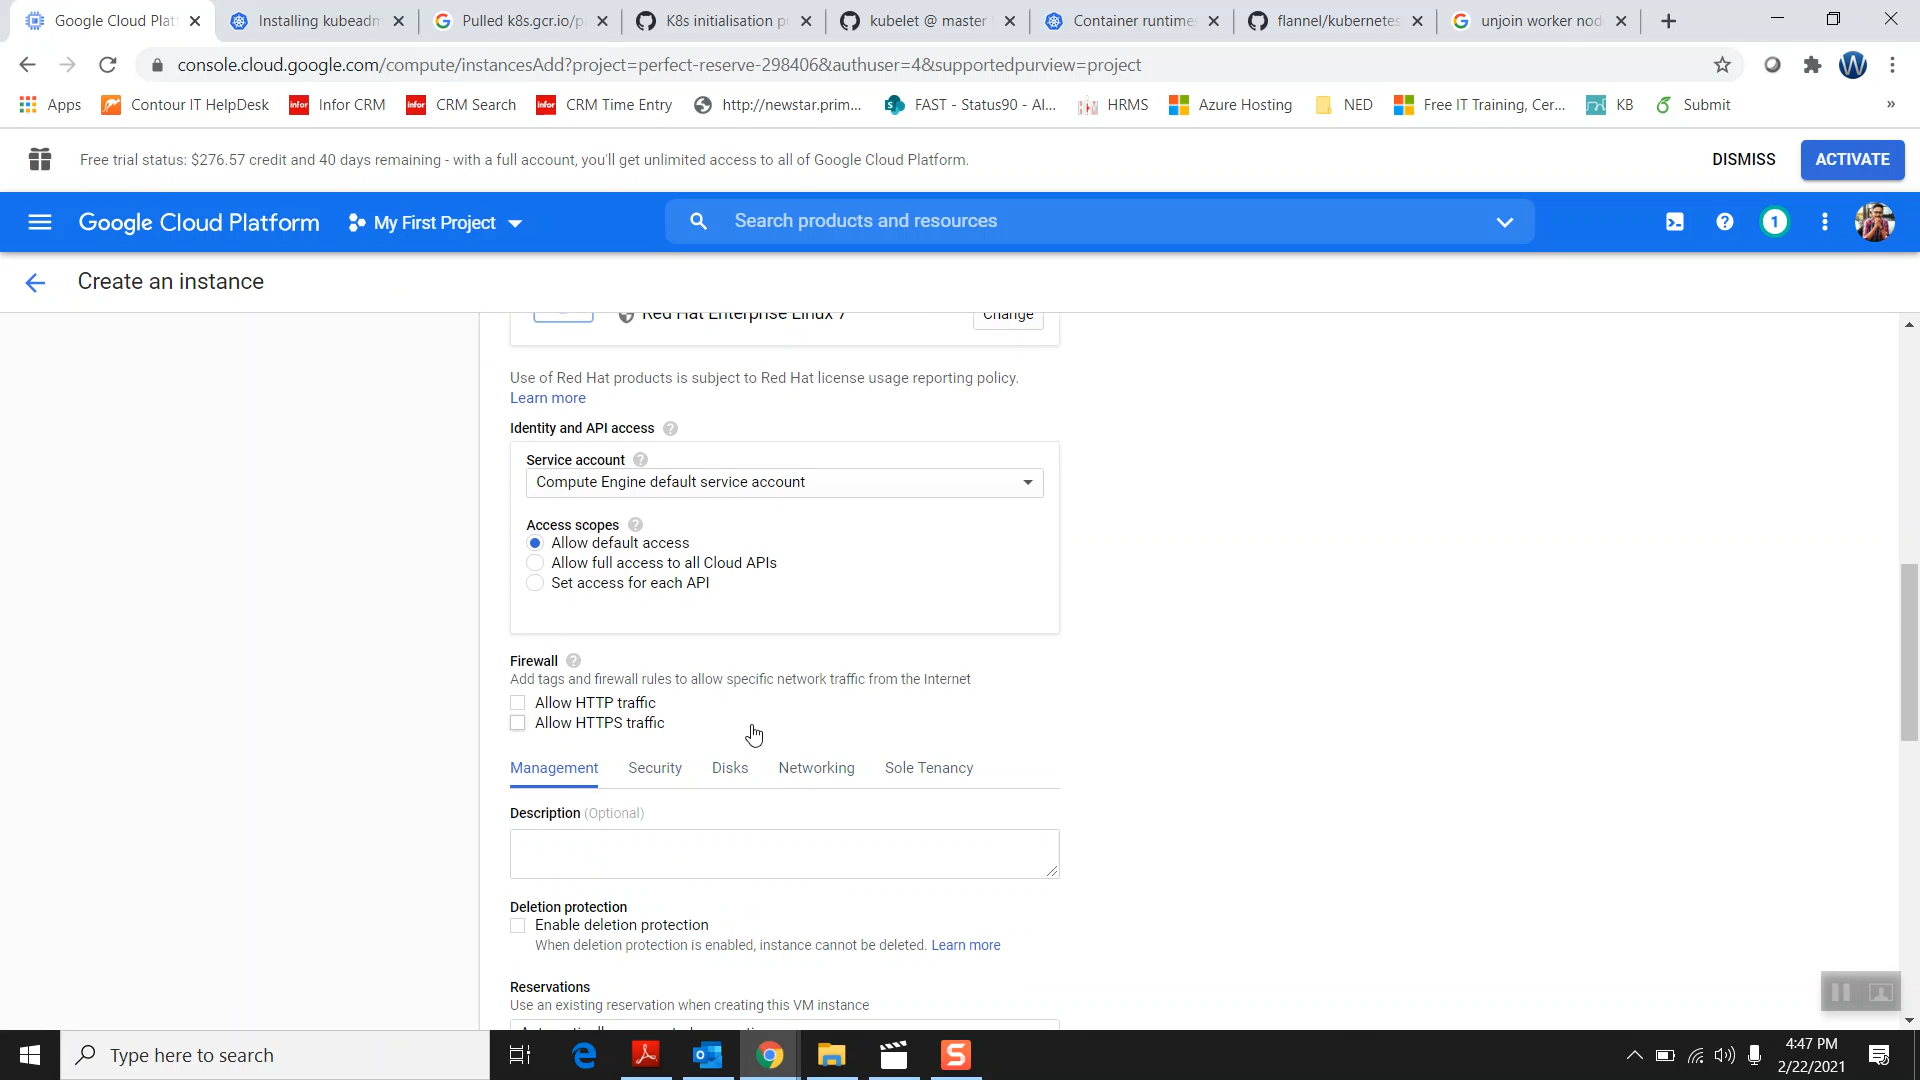 Google Cloud Plat
Installing kubeadm
Pulled k8s.gcr.io/p
K8s initialisation p
kubelet @ master
Container runtimes
flannel/kubernetes
unjoin worker nod
console.cloud.google.com/compute/instancesAdd?project=perfect-reserve-298406&authuser=4&supportedpurview=project
W
Apps
Contour IT HelpDesk
infor
Infor CRM
infor
CRM Search
infor
CRM Time Entry
http://newstar.prim...
FAST - Status90 - Al...
HRMS
Azure Hosting
NED
Free IT Training, Cer...
KB
Submit
»
Free trial status: $276.57 credit and 40 days remaining - with a full account, you'll get unlimited access to all of Google Cloud Platform.
DISMISS
ACTIVATE
Google Cloud Platform
My First Project
Search products and resources
1
Create an instance
Red Hat Enterprise Linux 7
Change
Use of Red Hat products is subject to Red Hat license usage reporting policy.
Learn more
Identity and API access
Service account
Compute Engine default service account
Access scopes
Allow default access
Allow full access to all Cloud APIs
Set access for each API
Firewall
Add tags and firewall rules to allow specific network traffic from the Internet
Allow HTTP traffic
Allow HTTPS traffic
Management
Security
Disks
Networking
Sole Tenancy
Description (Optional)
Deletion protection
Enable deletion protection
When deletion protection is enabled, instance cannot be deleted. Learn more
Reservations
Use an existing reservation when creating this VM instance
Type here to search
4:47 PM
2/22/2021